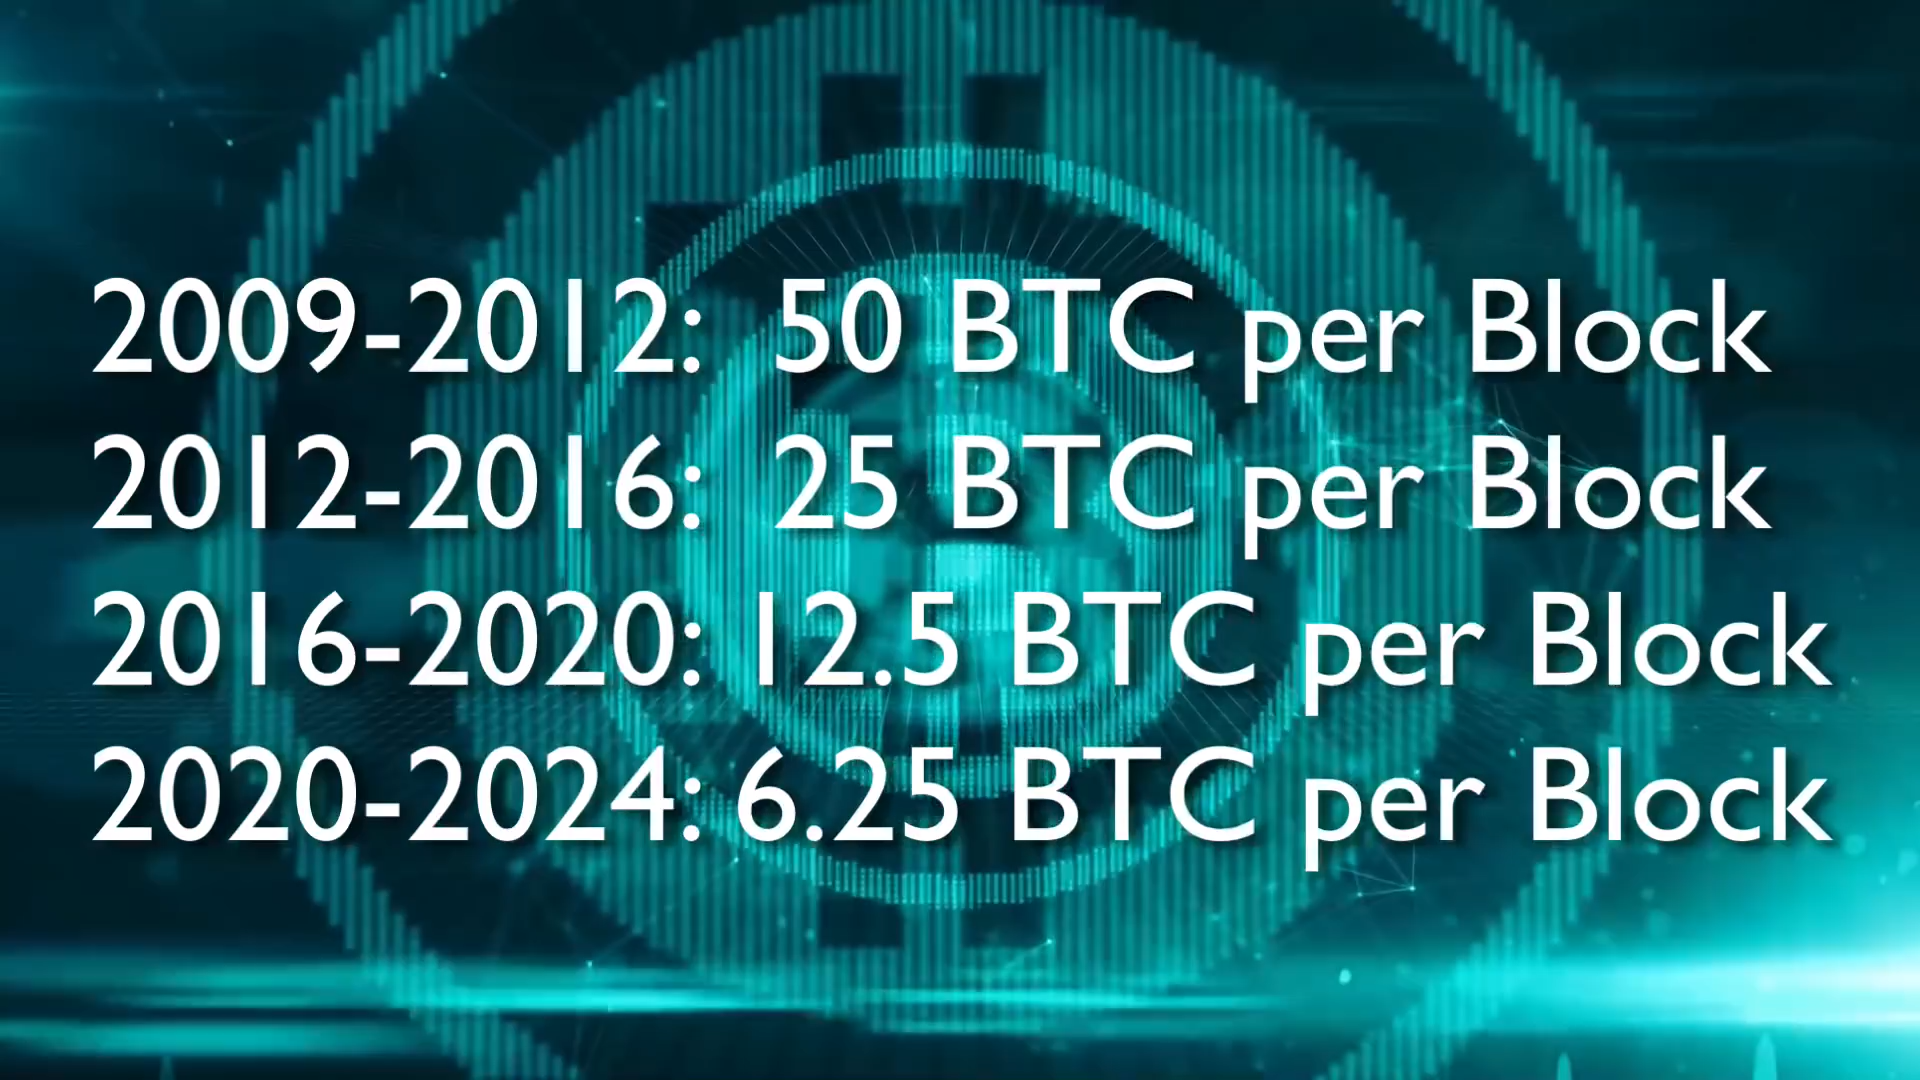 2009-2012: 50 BTC per Block
2012-2016: 25 BTC per Block
2016-2020: 12.5 BTC per Block
2020-2024: 6.25 BTC per Block